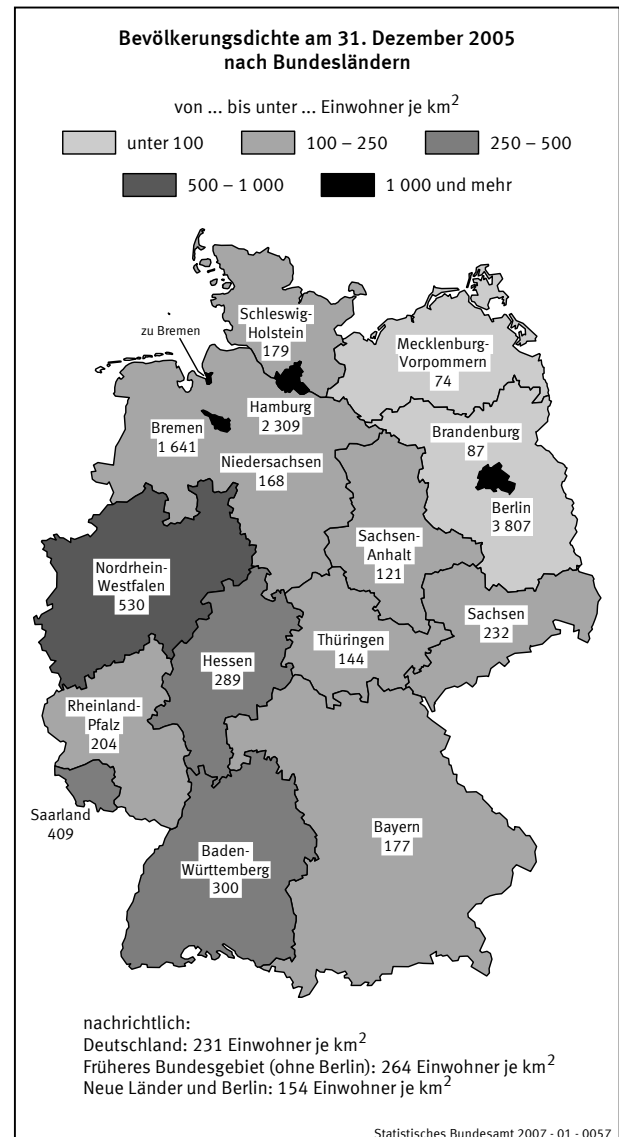 Bevölkerungsdichte am 31. Dezember 2005
nach Bundesländern
von ... bis unter ... Einwohner je km²
unter 100
100 – 250
250 – 500
500 – 1 000
1 000 und mehr
Schleswig-
Holstein
179
zu Bremen
Mecklenburg-
Vorpommern
74
Hamburg
2 309
Bremen
1 641
Brandenburg
87
Niedersachsen
168
Berlin
3 807
Sachsen-
Anhalt
121
Nordrhein-
Westfalen
530
Sachsen
232
Thüringen
144
Hessen
289
Rheinland-
Pfalz
204
Saarland
409
Bayern
177
Baden-
Württemberg
300
nachrichtlich:
Deutschland: 231 Einwohner je km²
Früheres Bundesgebiet (ohne Berlin): 264 Einwohner je km²
Neue Länder und Berlin: 154 Einwohner je km²
Statistisches Bundesamt 2007 - 01 - 0057